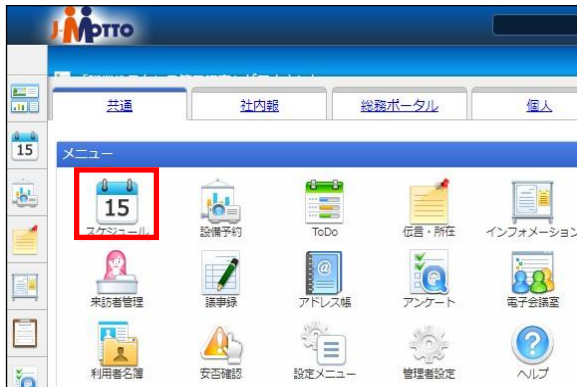 J-MOTTO
共通 社内報 総務ポータル 個人
15
メニュー
15
スケジュール 設備予約 ToDo 伝言・所在 インフォメーション
来訪者管理 議事録 アドレス帳 アンケート 電子会議室
利用者名簿 安否確認 設定メニュー 管理者設定 ヘルプ